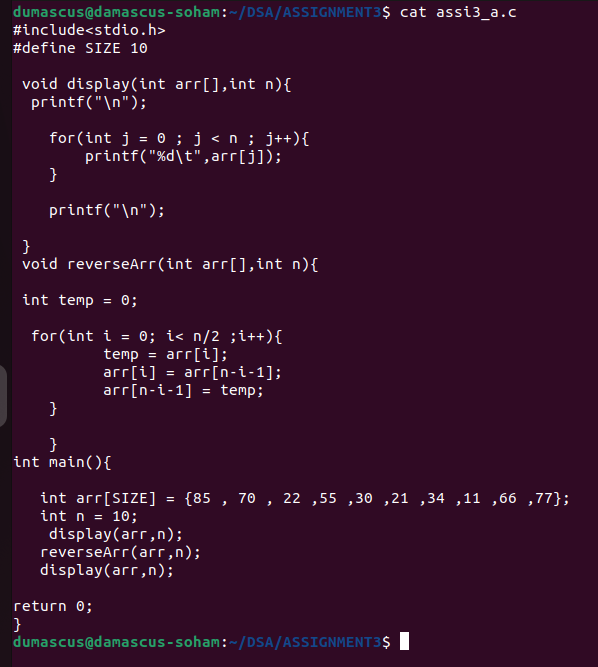 dumascus@damascus-soham:~/DSA/ASSIGNMENT3$ cat assi3_a.c
#include<stdio.h>
#define SIZE 10
void display(int arr[],int n){
printf("\n");
for(int j = 0 ; j < n ; j++){
printf("%d\t",arr[j]);
}
printf("\n");
}
void reverseArr(int arr[],int n){
int temp = 0;
for(int i = 0; i< n/2 ;i++){
temp = arr[i];
arr[i] = arr[n-i-1];
arr[n-i-1] = temp;
}
}
int main(){
int arr[SIZE] = {85 , 70 , 22 ,55 ,30 ,21 ,34 ,11 ,66 ,77};
int n = 10;
display(arr,n);
reverseArr(arr,n);
display(arr,n);
return 0;
}
dumascus@damascus-soham:~/DSA/ASSIGNMENT3$